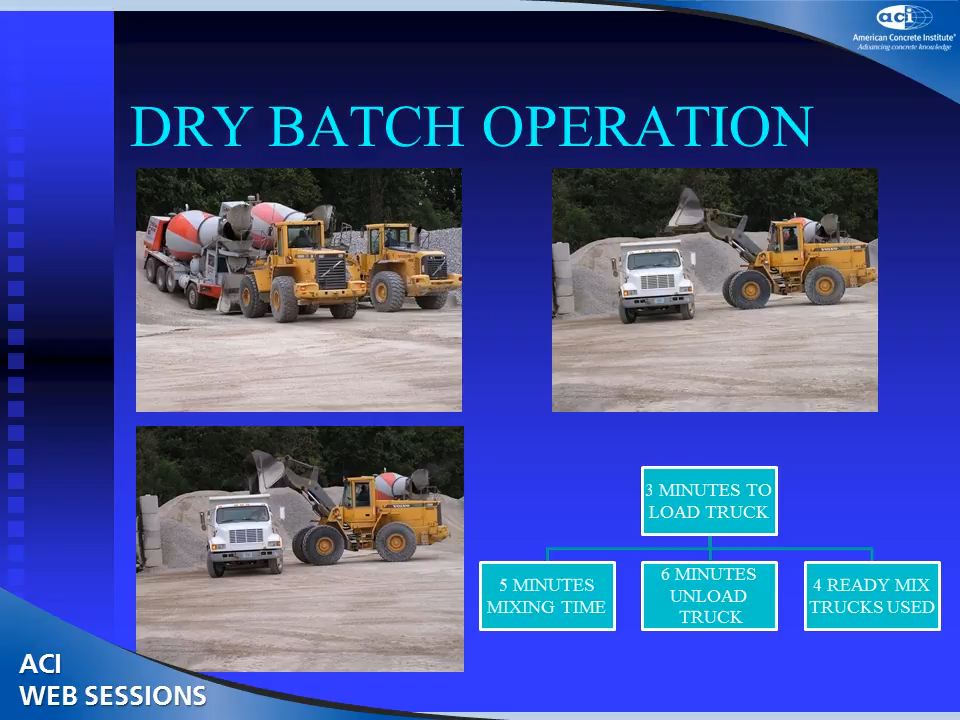 aci
American Concrete Institute®
Advancing concrete knowledge
DRY BATCH OPERATION
3 MINUTES TO
LOAD TRUCK
5 MINUTES
MIXING TIME
6 MINUTES
UNLOAD
TRUCK
4 READY MIX
TRUCKS USED
ACI
WEB SESSIONS